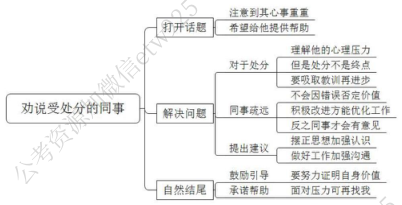 注意到其心事重重
打开话题
希望给他提供帮助
理解他的心理压力
对于处分
但是处分不是终点
要吸取教训再进步
不会因错误否定价值
劝说受处分的同事
解决问题
同事疏远
积极改进方能优化工作
反之同事才会有意见
提出建议
摆正思想加强认识
做好工作加强沟通
鼓励引导
要努力证明自身价值
自然结尾
承诺帮助
面对压力可再找我